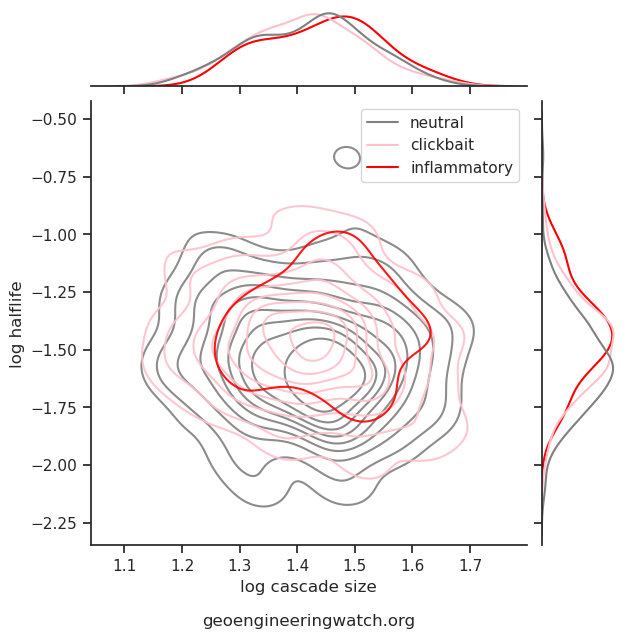 neutral
clickbait
inflammatory
−0.50
−0.75
−1.00
−1.25
−1.50
−1.75
−2.00
−2.25
log halflife
1.1 1.2 1.3 1.4 1.5 1.6 1.7
log cascade size
geoengineeringwatch.org